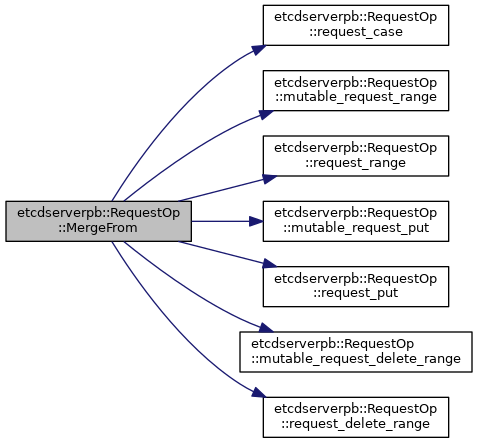 etcdserverpb::RequestOp
::request_case
etcdserverpb::RequestOp
::mutable_request_range
etcdserverpb::RequestOp
::request_range
etcdserverpb::RequestOp
::MergeFrom
etcdserverpb::RequestOp
::mutable_request_put
etcdserverpb::RequestOp
::request_put
etcdserverpb::RequestOp
::mutable_request_delete_range
etcdserverpb::RequestOp
::request_delete_range